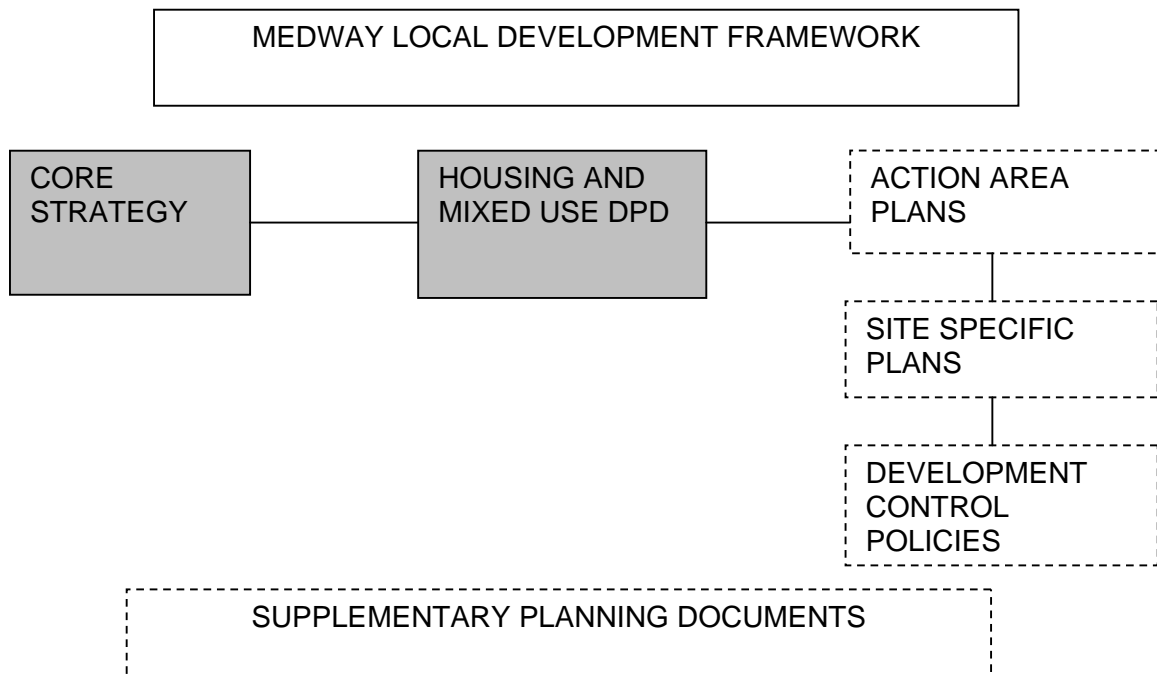 MEDWAY LOCAL DEVELOPMENT FRAMEWORK
CORE
STRATEGY
HOUSING AND
MIXED USE DPD
ACTION AREA
PLANS
SITE SPECIFIC
PLANS
DEVELOPMENT
CONTROL
POLICIES
SUPPLEMENTARY PLANNING DOCUMENTS